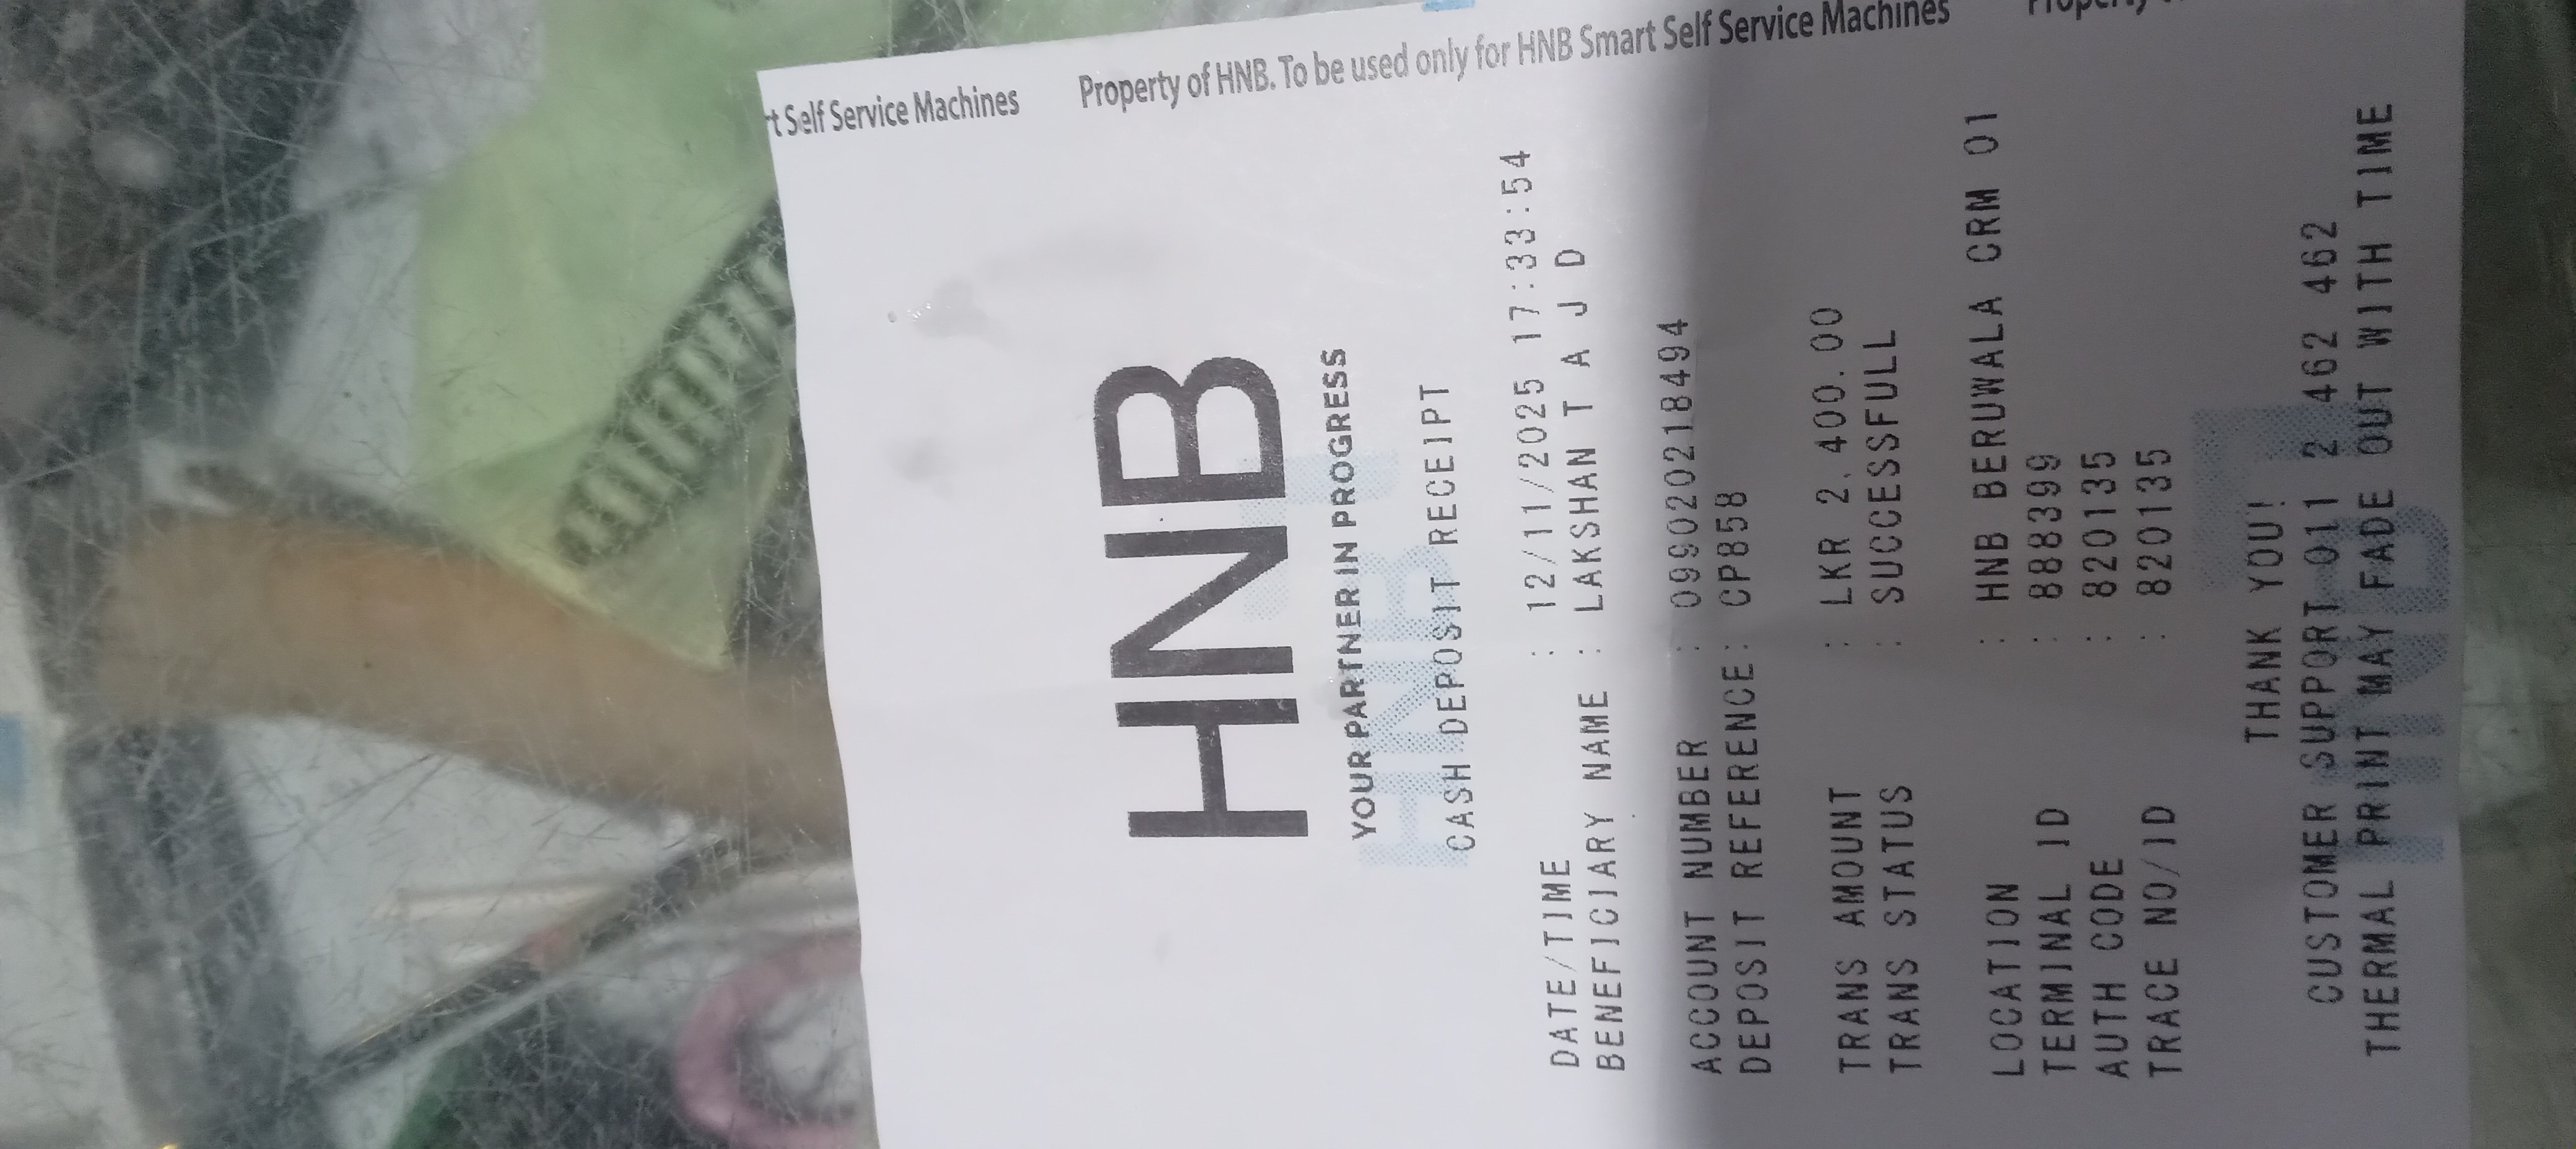 t Self Service Machines Property of HNB. To be used only for HNB Smart Self Service Machines
HNB
YOUR PARTNER IN PROGRESS
HNB
CASH DEPOSIT RECEIPT
DATE/TIME : 12/11/2025 17:33:54
BENEFICIARY NAME : LAKSHAN T A J D
ACCOUNT NUMBER : 099020218494
DEPOSIT REFERENCE: CP858
TRANS AMOUNT : LKR 2,400.00
TRANS STATUS : SUCCESSFULL
LOCATION : HNB BERUWALA CRM 01
TERMINAL ID : 888399
AUTH CODE : 820135
TRACE NO/ID : 820135
THANK YOU!
CUSTOMER SUPPORT 011 2 462 462
THERMAL PRINT MAY FADE OUT WITH TIME
HNB